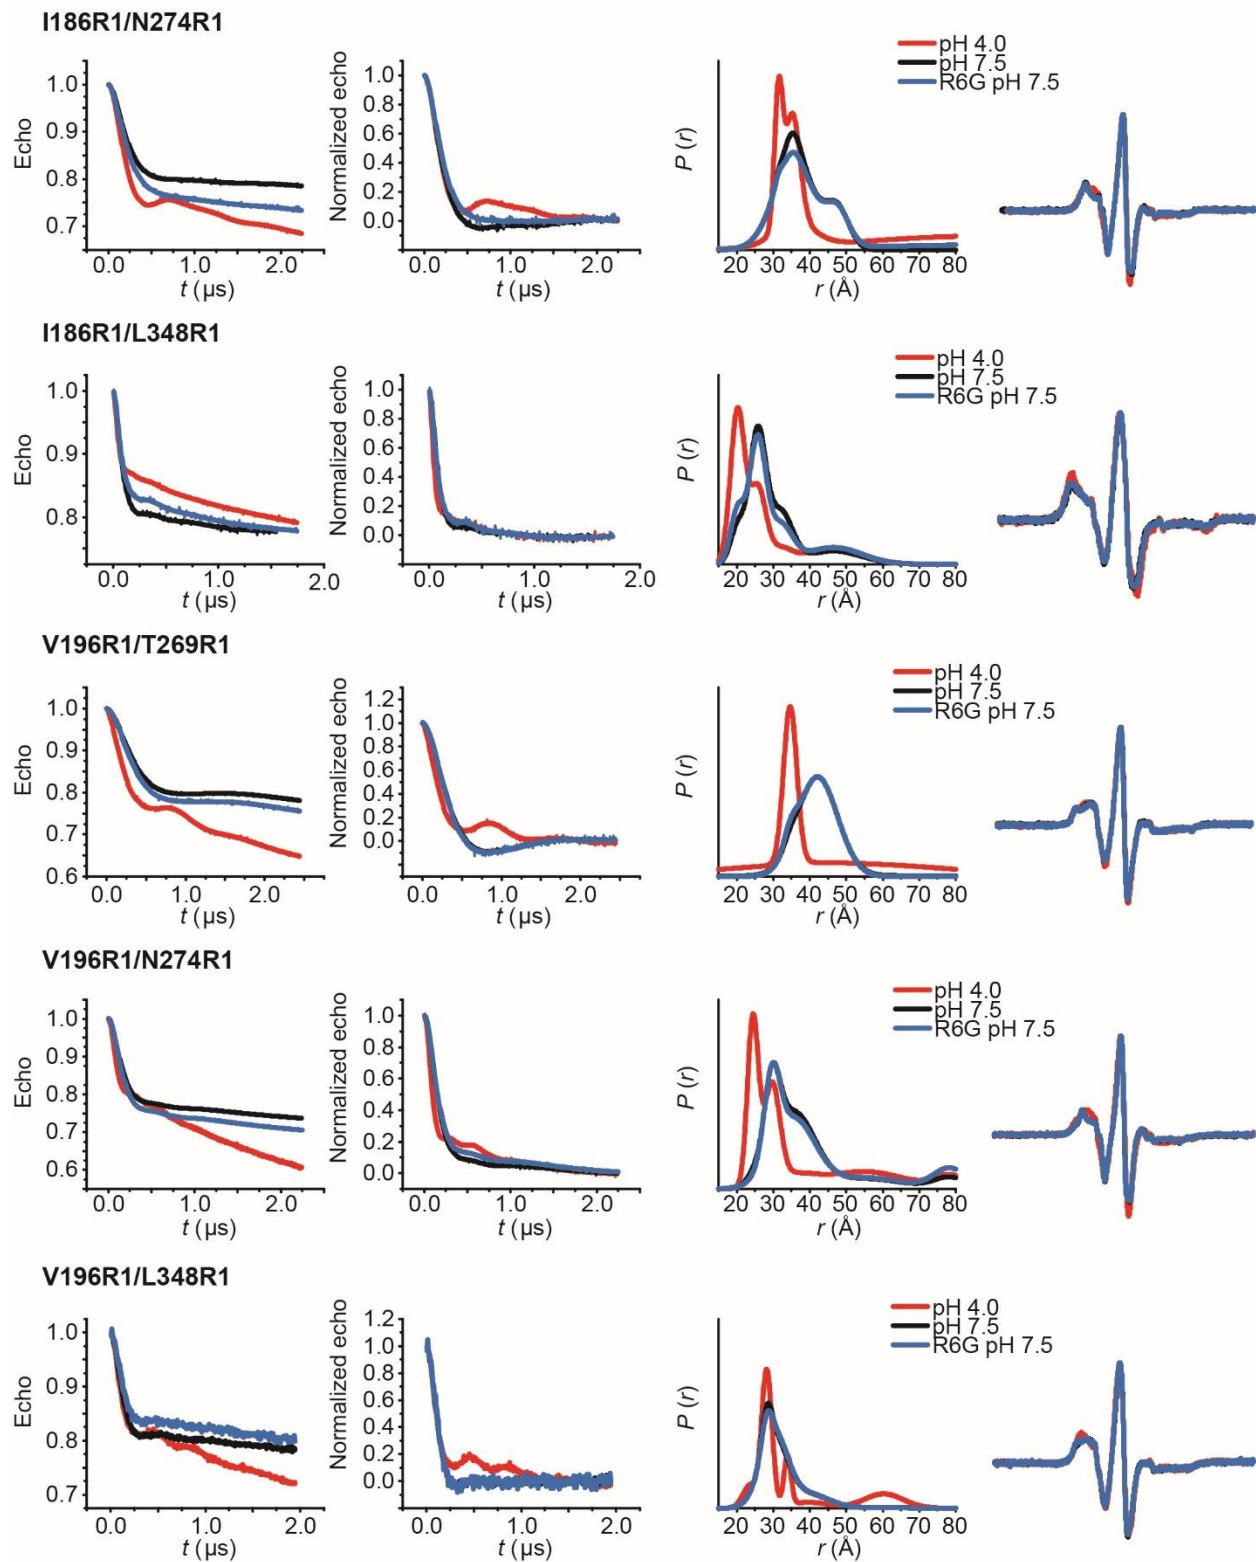 I186R1/N274R1
pH 4.0
pH 7.5
R6G pH 7.5
Echo
1.0
0.9
0.8
0.7
0.0 1.0 2.0
t (µs)
Normalized echo
1.0
0.8
0.6
0.4
0.2
0.0
0.0 1.0 2.0
t (µs)
P (r)
20 30 40 50 60 70 80
r (Å)
I186R1/L348R1
pH 4.0
pH 7.5
R6G pH 7.5
Echo
1.0
0.9
0.8
0.0 1.0 2.0
t (µs)
Normalized echo
1.0
0.8
0.6
0.4
0.2
0.0
0.0 1.0 2.0
t (µs)
P (r)
20 30 40 50 60 70 80
r (Å)
V196R1/T269R1
pH 4.0
pH 7.5
R6G pH 7.5
Echo
1.0
0.9
0.8
0.7
0.6
0.0 1.0 2.0
t (µs)
Normalized echo
1.2
1.0
0.8
0.6
0.4
0.2
0.0
0.0 1.0 2.0
t (µs)
P (r)
20 30 40 50 60 70 80
r (Å)
V196R1/N274R1
pH 4.0
pH 7.5
R6G pH 7.5
Echo
1.0
0.9
0.8
0.7
0.6
0.0 1.0 2.0
t (µs)
Normalized echo
1.0
0.8
0.6
0.4
0.2
0.0
0.0 1.0 2.0
t (µs)
P (r)
20 30 40 50 60 70 80
r (Å)
V196R1/L348R1
pH 4.0
pH 7.5
R6G pH 7.5
Echo
1.0
0.9
0.8
0.7
0.0 1.0 2.0
t (µs)
Normalized echo
1.2
1.0
0.8
0.6
0.4
0.2
0.0
0.0 1.0 2.0
t (µs)
P (r)
20 30 40 50 60 70 80
r (Å)